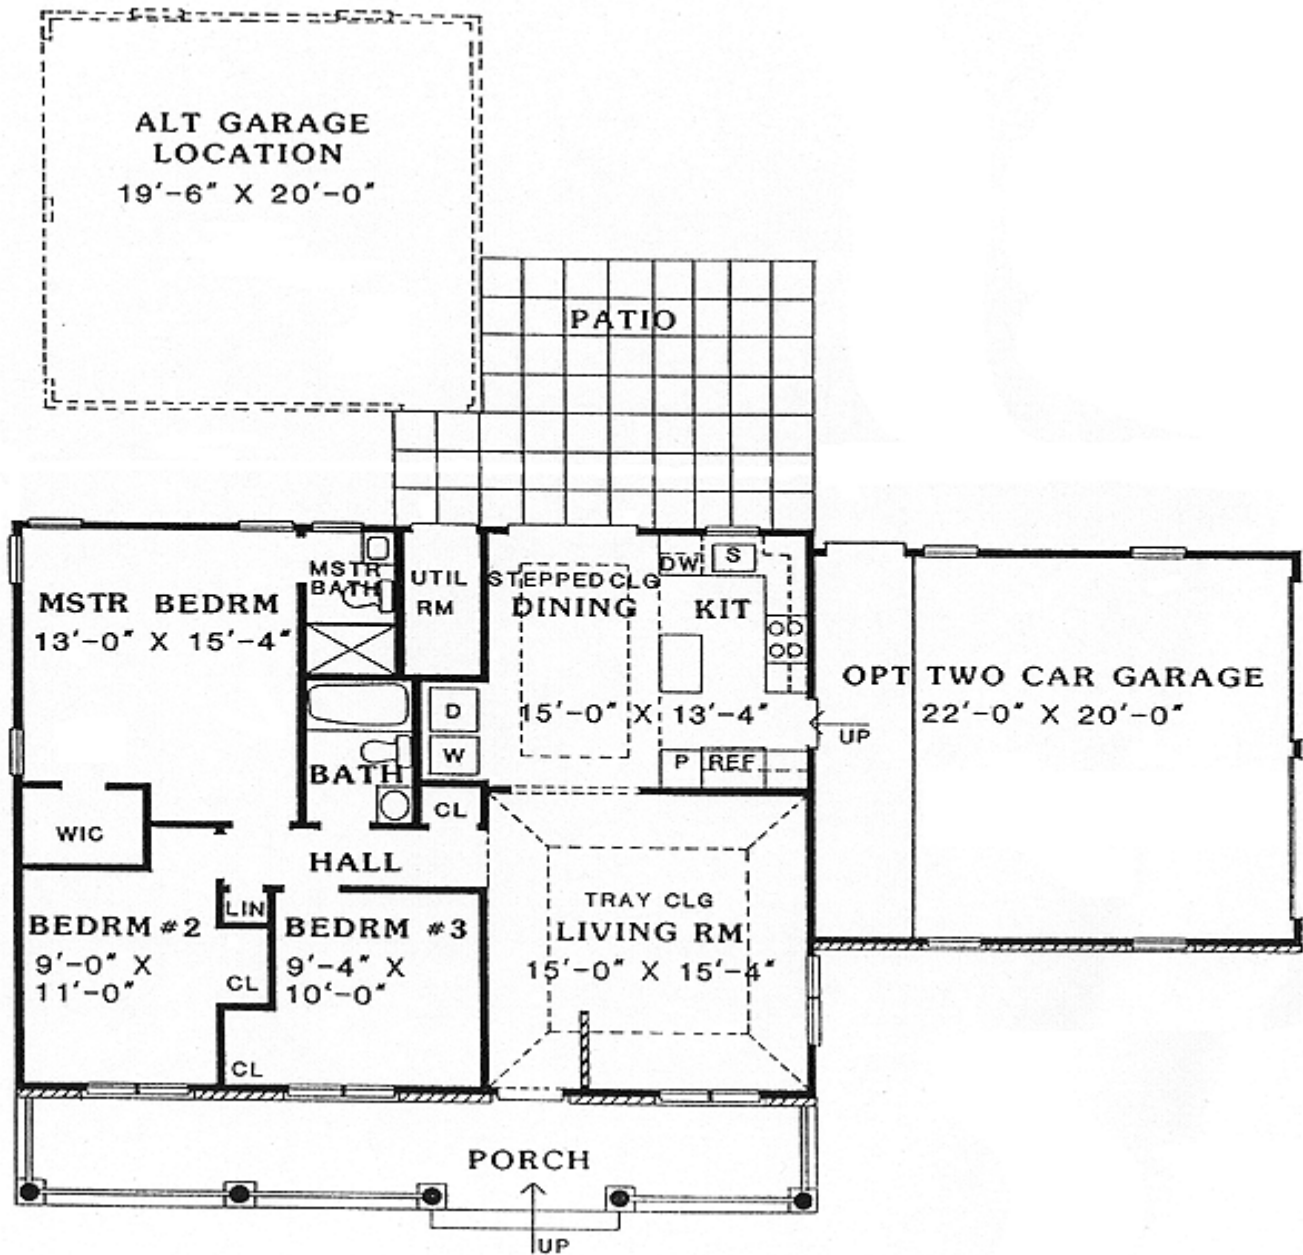 ALT GARAGE
LOCATION
19'-6" X 20'-0"
PATIO
MSTR BEDRM
13'-0" X 15'-4"
MSTR
BATH
UTIL
RM
STEPPED CLG
DINING
KIT
DW
S
15'-0" X 13'-4"
P
REF
UP
OPT TWO CAR GARAGE
22'-0" X 20'-0"
D
W
BATH
CL
WIC
HALL
LIN
BEDRM #2
9'-0" X
11'-0"
CL
BEDRM #3
9'-4" X
10'-0"
CL
TRAY CLG
LIVING RM
15'-0" X 15'-4"
PORCH
UP